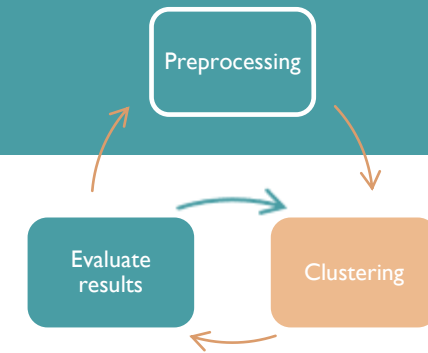 Preprocessing
Evaluate
results
Clustering